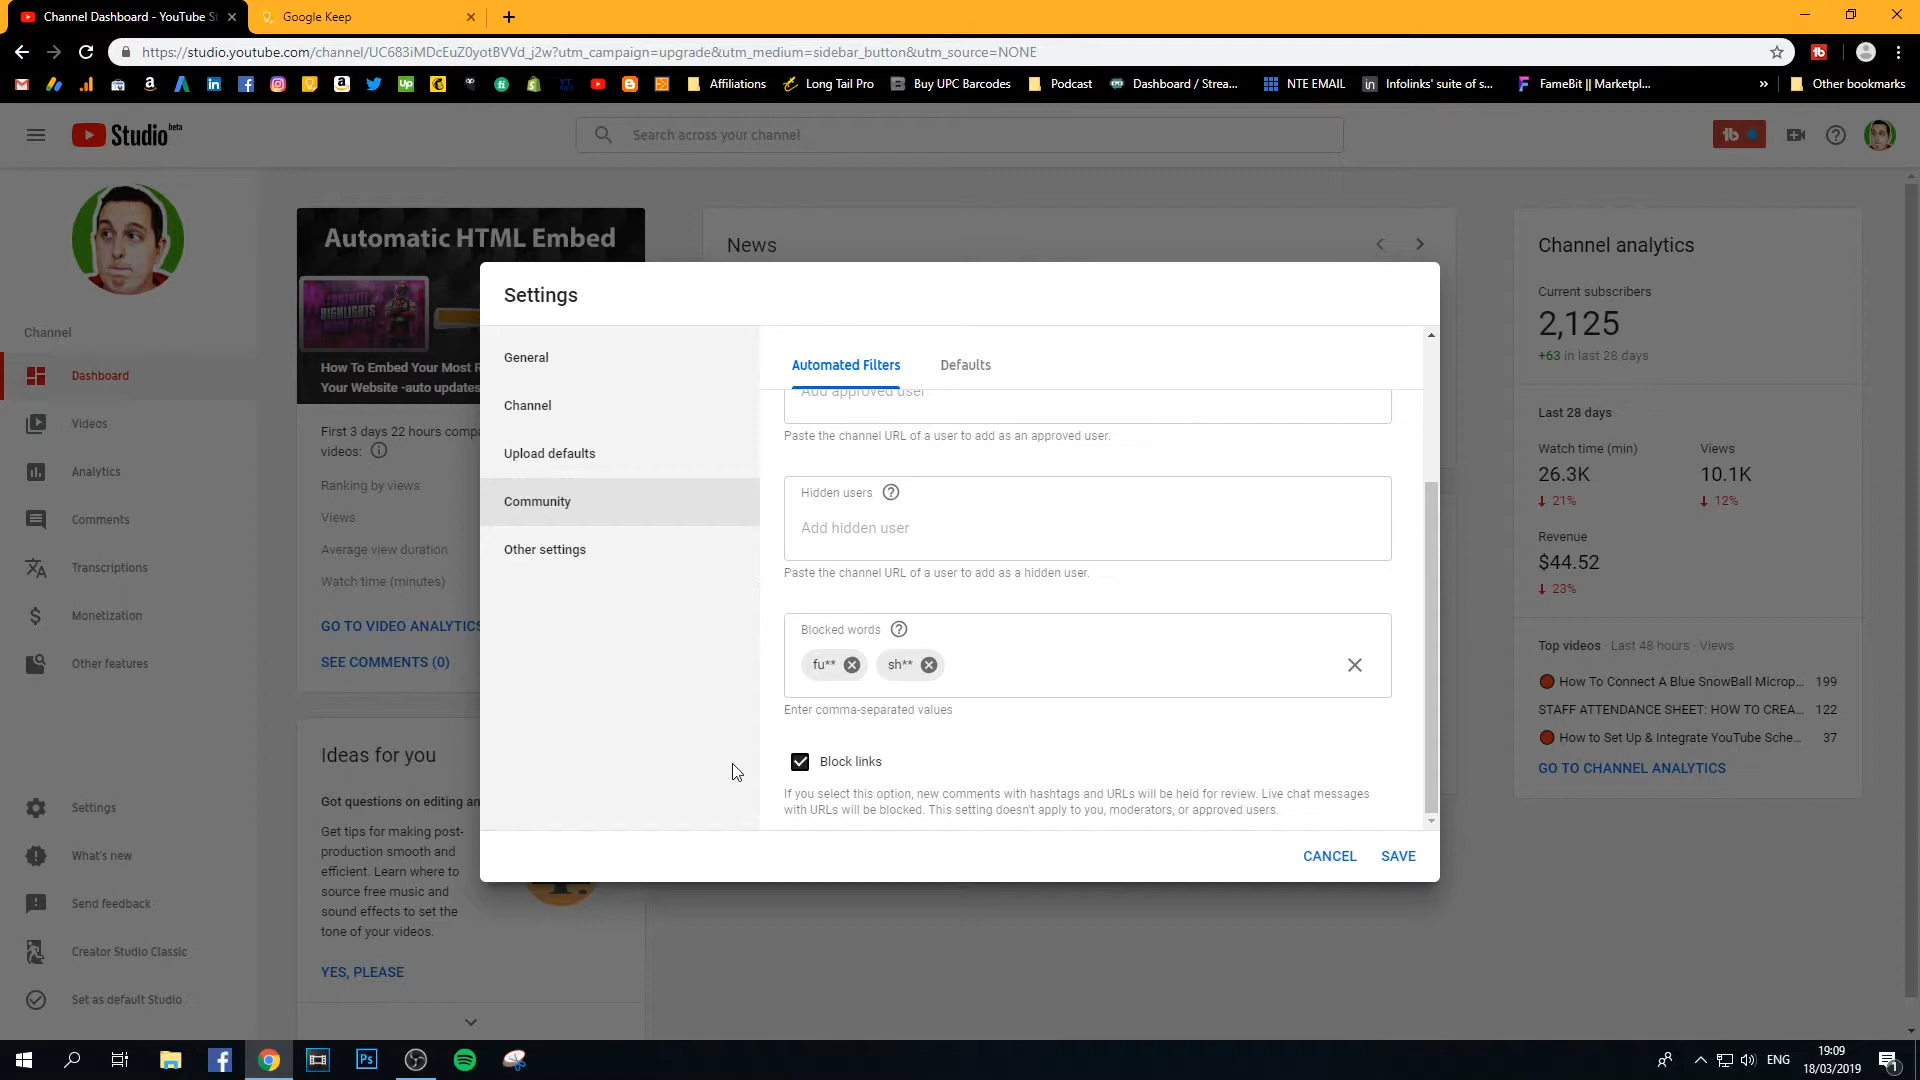 Channel Dashboard - YouTube St
Google Keep
https://studio.youtube.com/channel/UC683iMDcEuZ0yotBVVd_j2w?utm_campaign=upgrade&utm_medium=sidebar_button&utm_source=NONE
Affiliations
Long Tail Pro
Buy UPC Barcodes
Podcast
Dashboard / Strea...
NTE EMAIL
Infolinks' suite of s...
FameBit || Marketpl...
Other bookmarks
Studio beta
Search across your channel
Channel
Dashboard
Videos
Analytics
Comments
Transcriptions
Monetization
Other features
Settings
What's new
Send feedback
Creator Studio Classic
Set as default Studio
Automatic HTML Embed
FORTNITE
HIGHLIGHTS
How To Embed Your Most R
Your Website -auto updates
First 3 days 22 hours compa
videos:
Ranking by views
Views
Average view duration
Watch time (minutes)
GO TO VIDEO ANALYTICS
SEE COMMENTS (0)
Ideas for you
Got questions on editing an
Get tips for making post-
production smooth and
efficient. Learn where to
source free music and
sound effects to set the
tone of your videos.
YES, PLEASE
News
Settings
General
Channel
Upload defaults
Community
Other settings
Automated Filters
Defaults
Add approved user
Paste the channel URL of a user to add as an approved user.
Hidden users
Add hidden user
Paste the channel URL of a user to add as a hidden user.
Blocked words
fu**
sh**
Enter comma-separated values
Block links
If you select this option, new comments with hashtags and URLs will be held for review. Live chat messages
with URLs will be blocked. This setting doesn't apply to you, moderators, or approved users.
CANCEL
SAVE
Channel analytics
Current subscribers
2,125
+63 in last 28 days
Last 28 days
Watch time (min)
Views
26.3K
10.1K
21%
12%
Revenue
$44.52
23%
Top videos · Last 48 hours · Views
How To Connect A Blue SnowBall Microp... 199
STAFF ATTENDANCE SHEET: HOW TO CREA... 122
How to Set Up & Integrate YouTube Sche... 37
GO TO CHANNEL ANALYTICS
ENG
19:09
18/03/2019
1